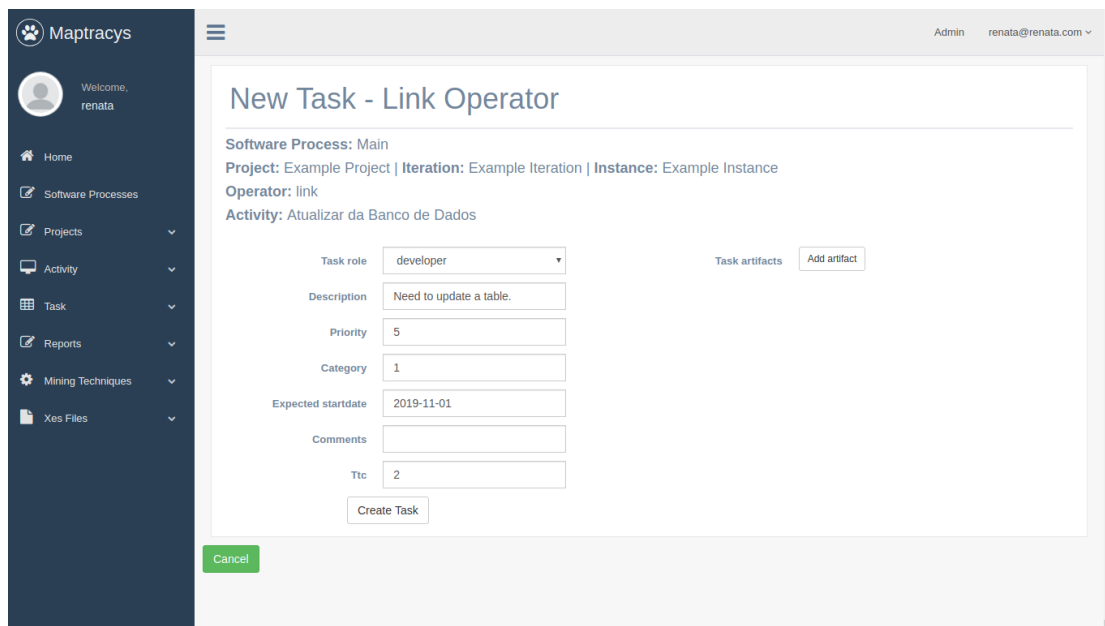 Maptracys
Admin renata@renata.com
Welcome,
renata
Home
Software Processes
Projects
Activity
Task
Reports
Mining Techniques
Xes Files
New Task - Link Operator
Software Process: Main
Project: Example Project | Iteration: Example Iteration | Instance: Example Instance
Operator: link
Activity: Atualizar da Banco de Dados
Task role developer
Task artifacts Add artifact
Description Need to update a table.
Priority 5
Category 1
Expected startdate 2019-11-01
Comments
Ttc 2
Create Task
Cancel